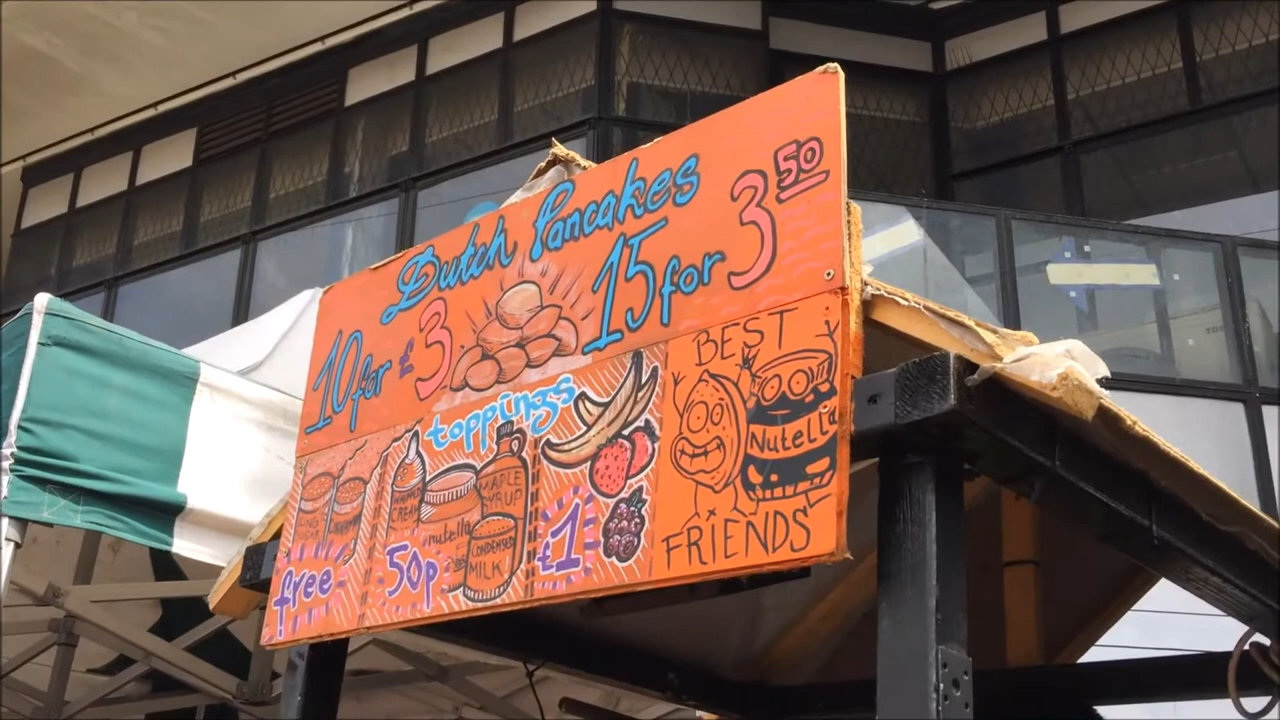 Dutch Pancakes
10 for £3
15 for 3.50
toppings
free
CREAM
nutella
MAPLE
SYRUP
CONDENSED
MILK
50p
£1
BEST
Nutella
FRIENDS